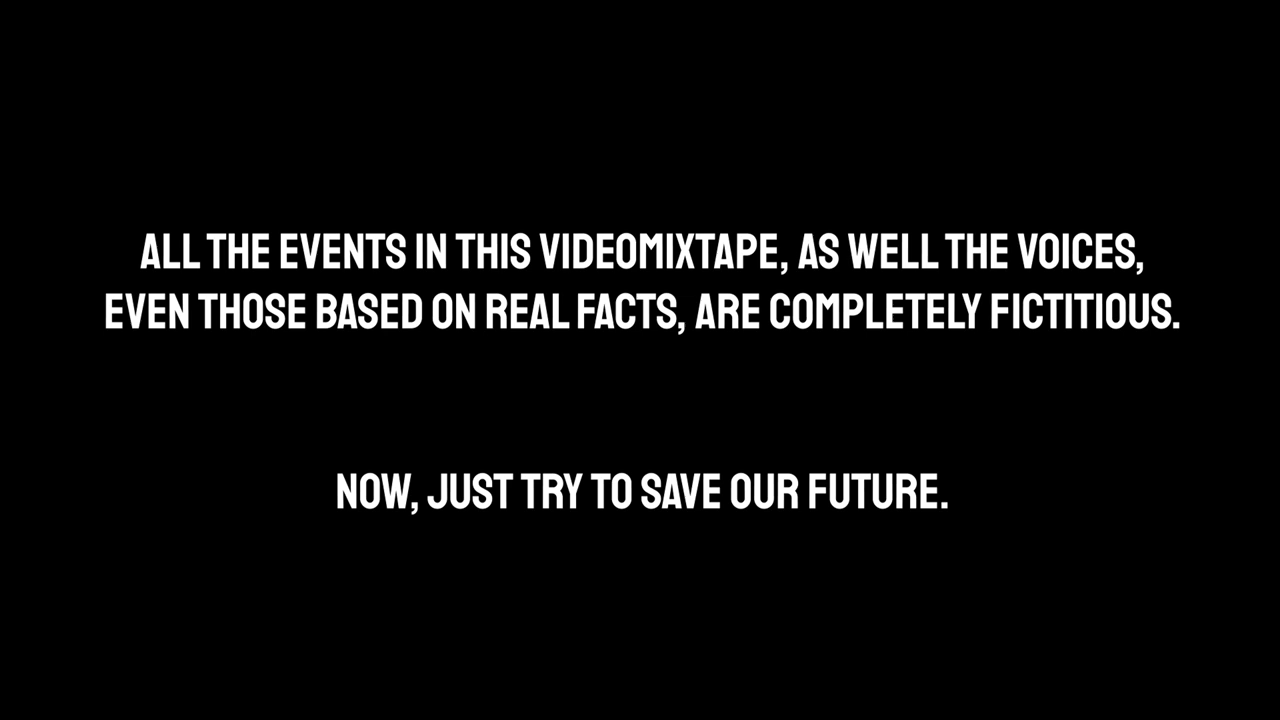 ALL THE EVENTS IN THIS VIDEOMIXTAPE, AS WELL THE VOICES,
EVEN THOSE BASED ON REAL FACTS, ARE COMPLETELY FICTITIOUS.
NOW, JUST TRY TO SAVE OUR FUTURE.